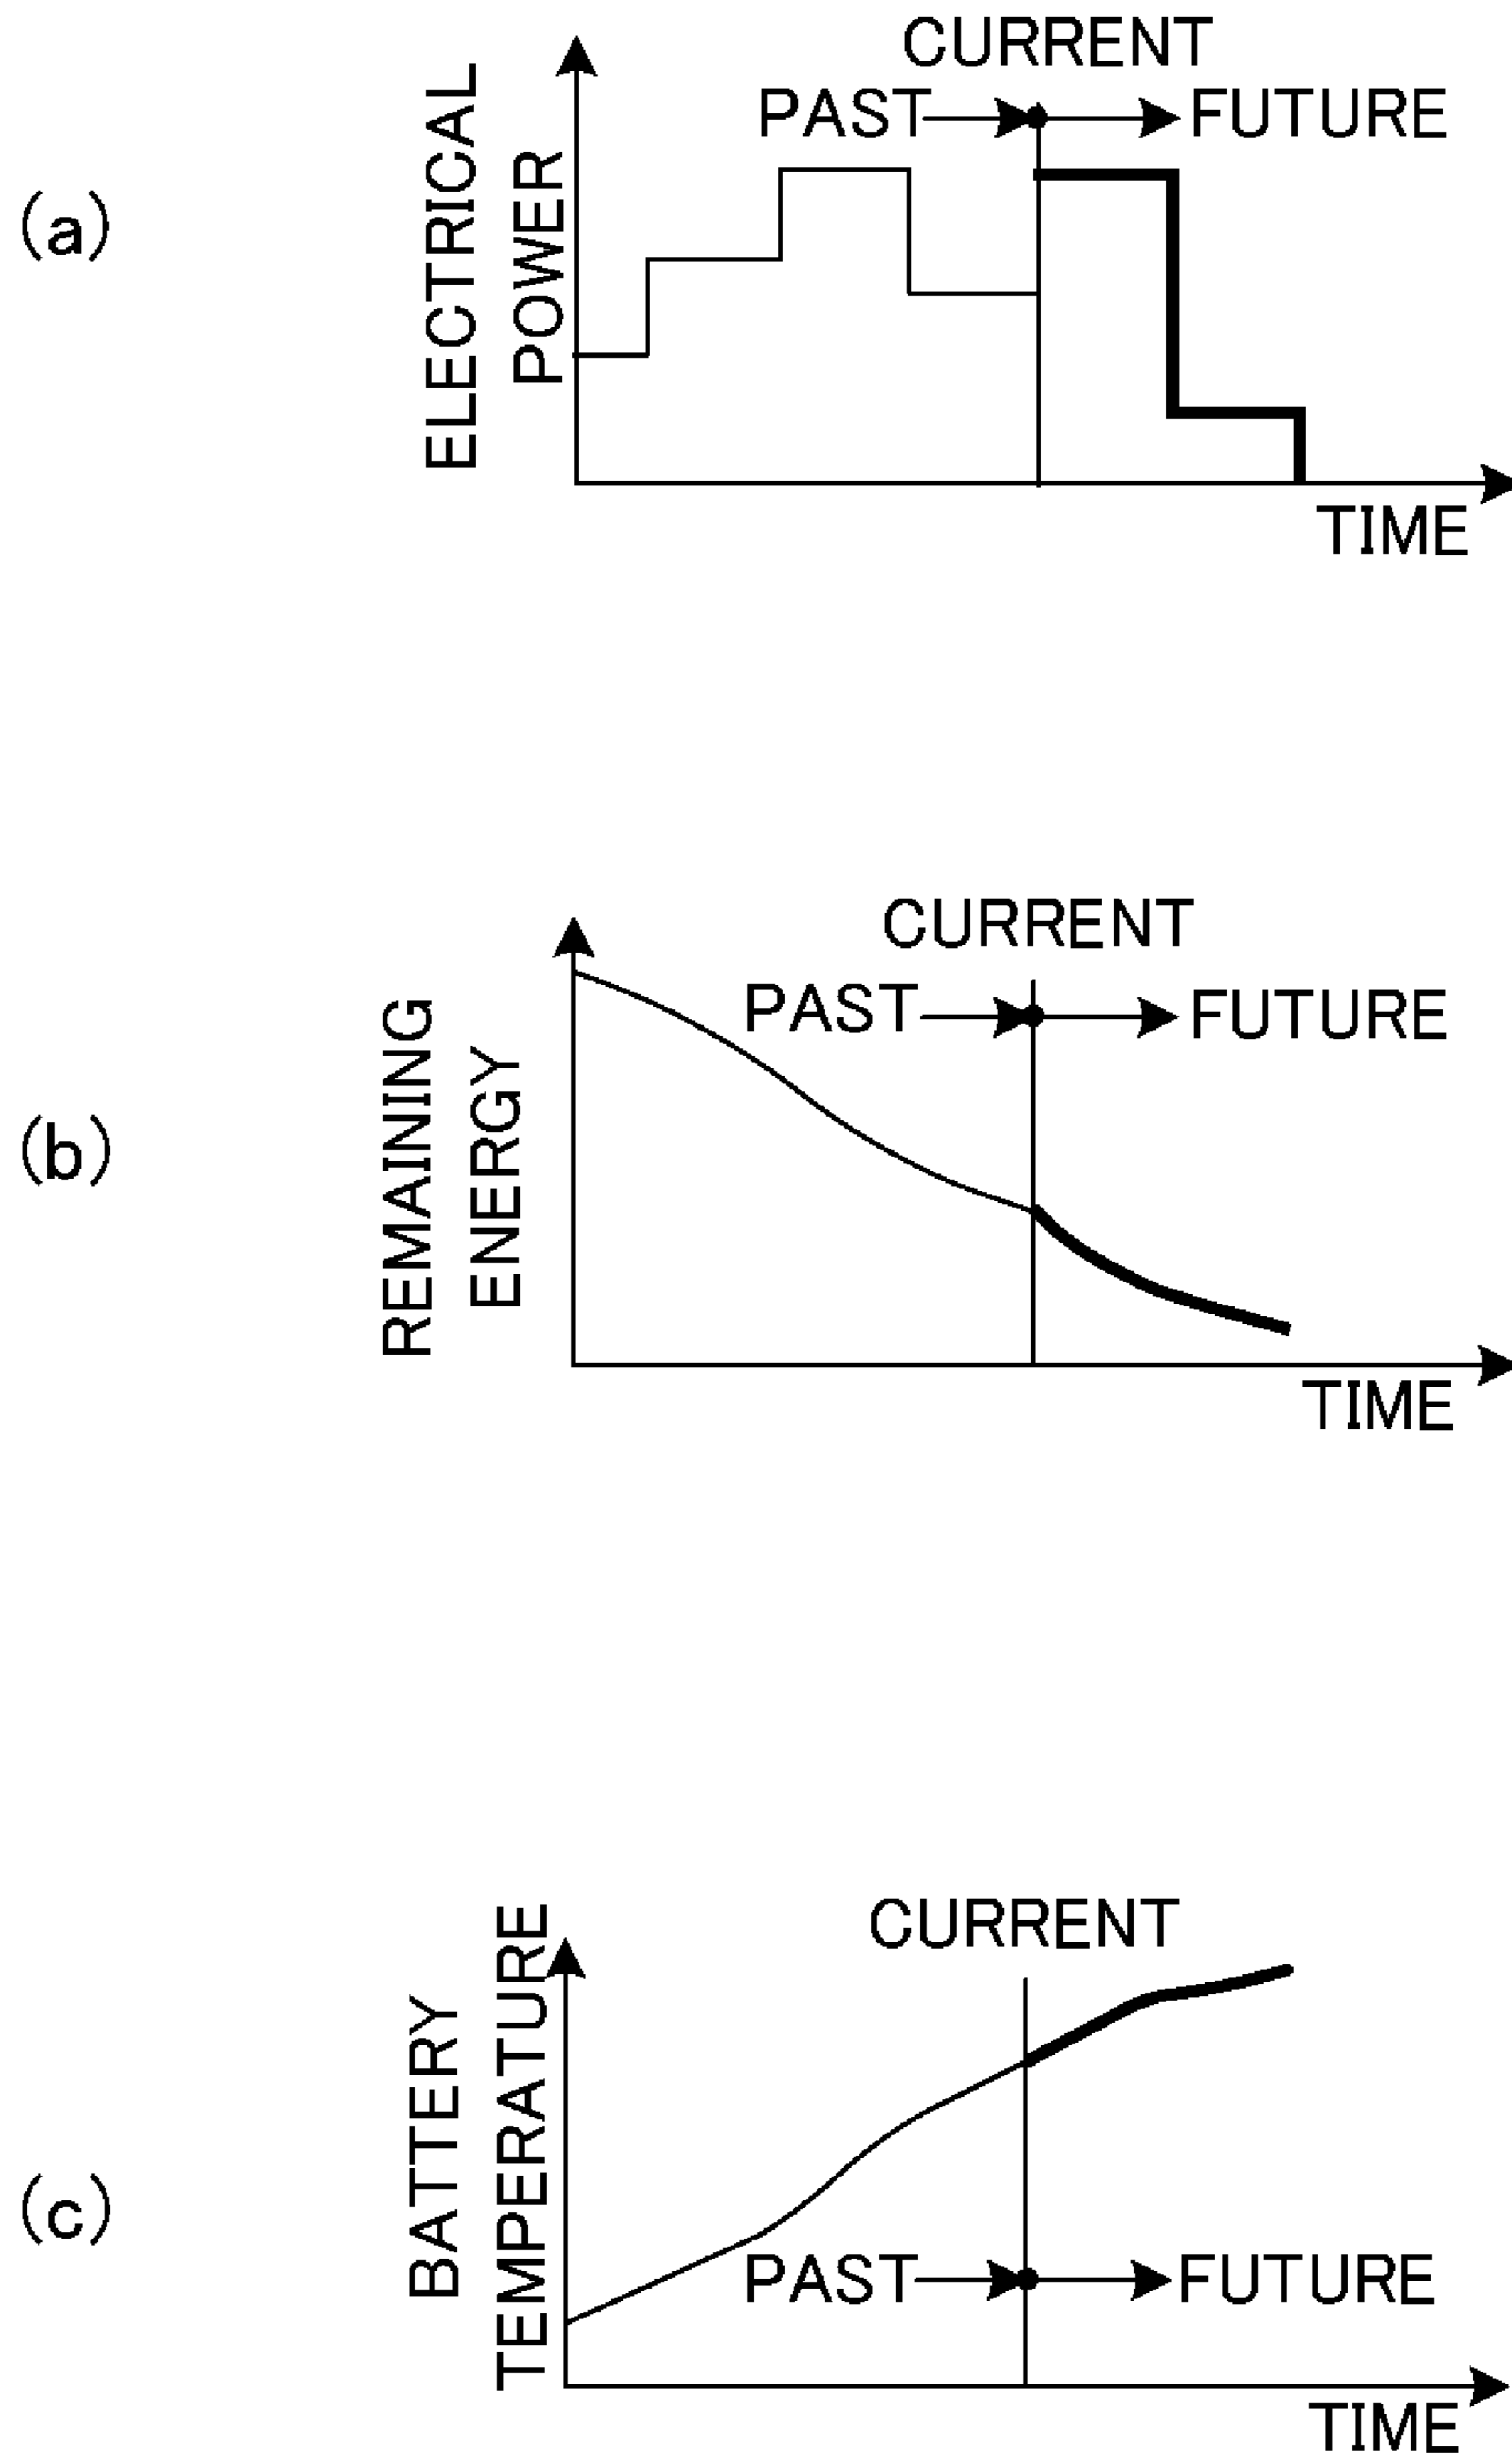 (a)
ELECTRICAL
POWER
CURRENT
PAST
FUTURE
TIME
(b)
REMAINING
ENERGY
CURRENT
PAST
FUTURE
TIME
(c)
BATTERY
TEMPERATURE
CURRENT
PAST
FUTURE
TIME